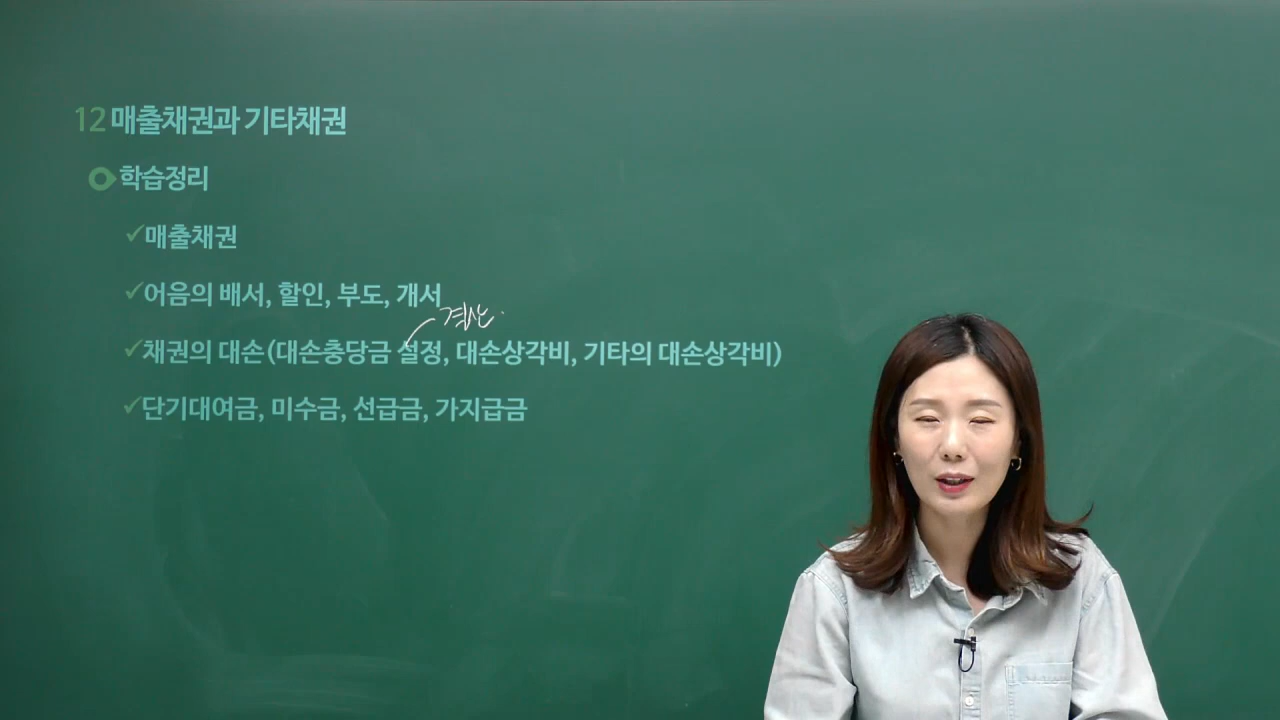 12 매출채권과 기타채권
학습정리
✓매출채권
✓어음의 배서, 할인, 부도, 개서
계산
✓채권의 대손(대손충당금 설정, 대손상각비, 기타의 대손상각비)
✓단기대여금, 미수금, 선급금, 가지급금